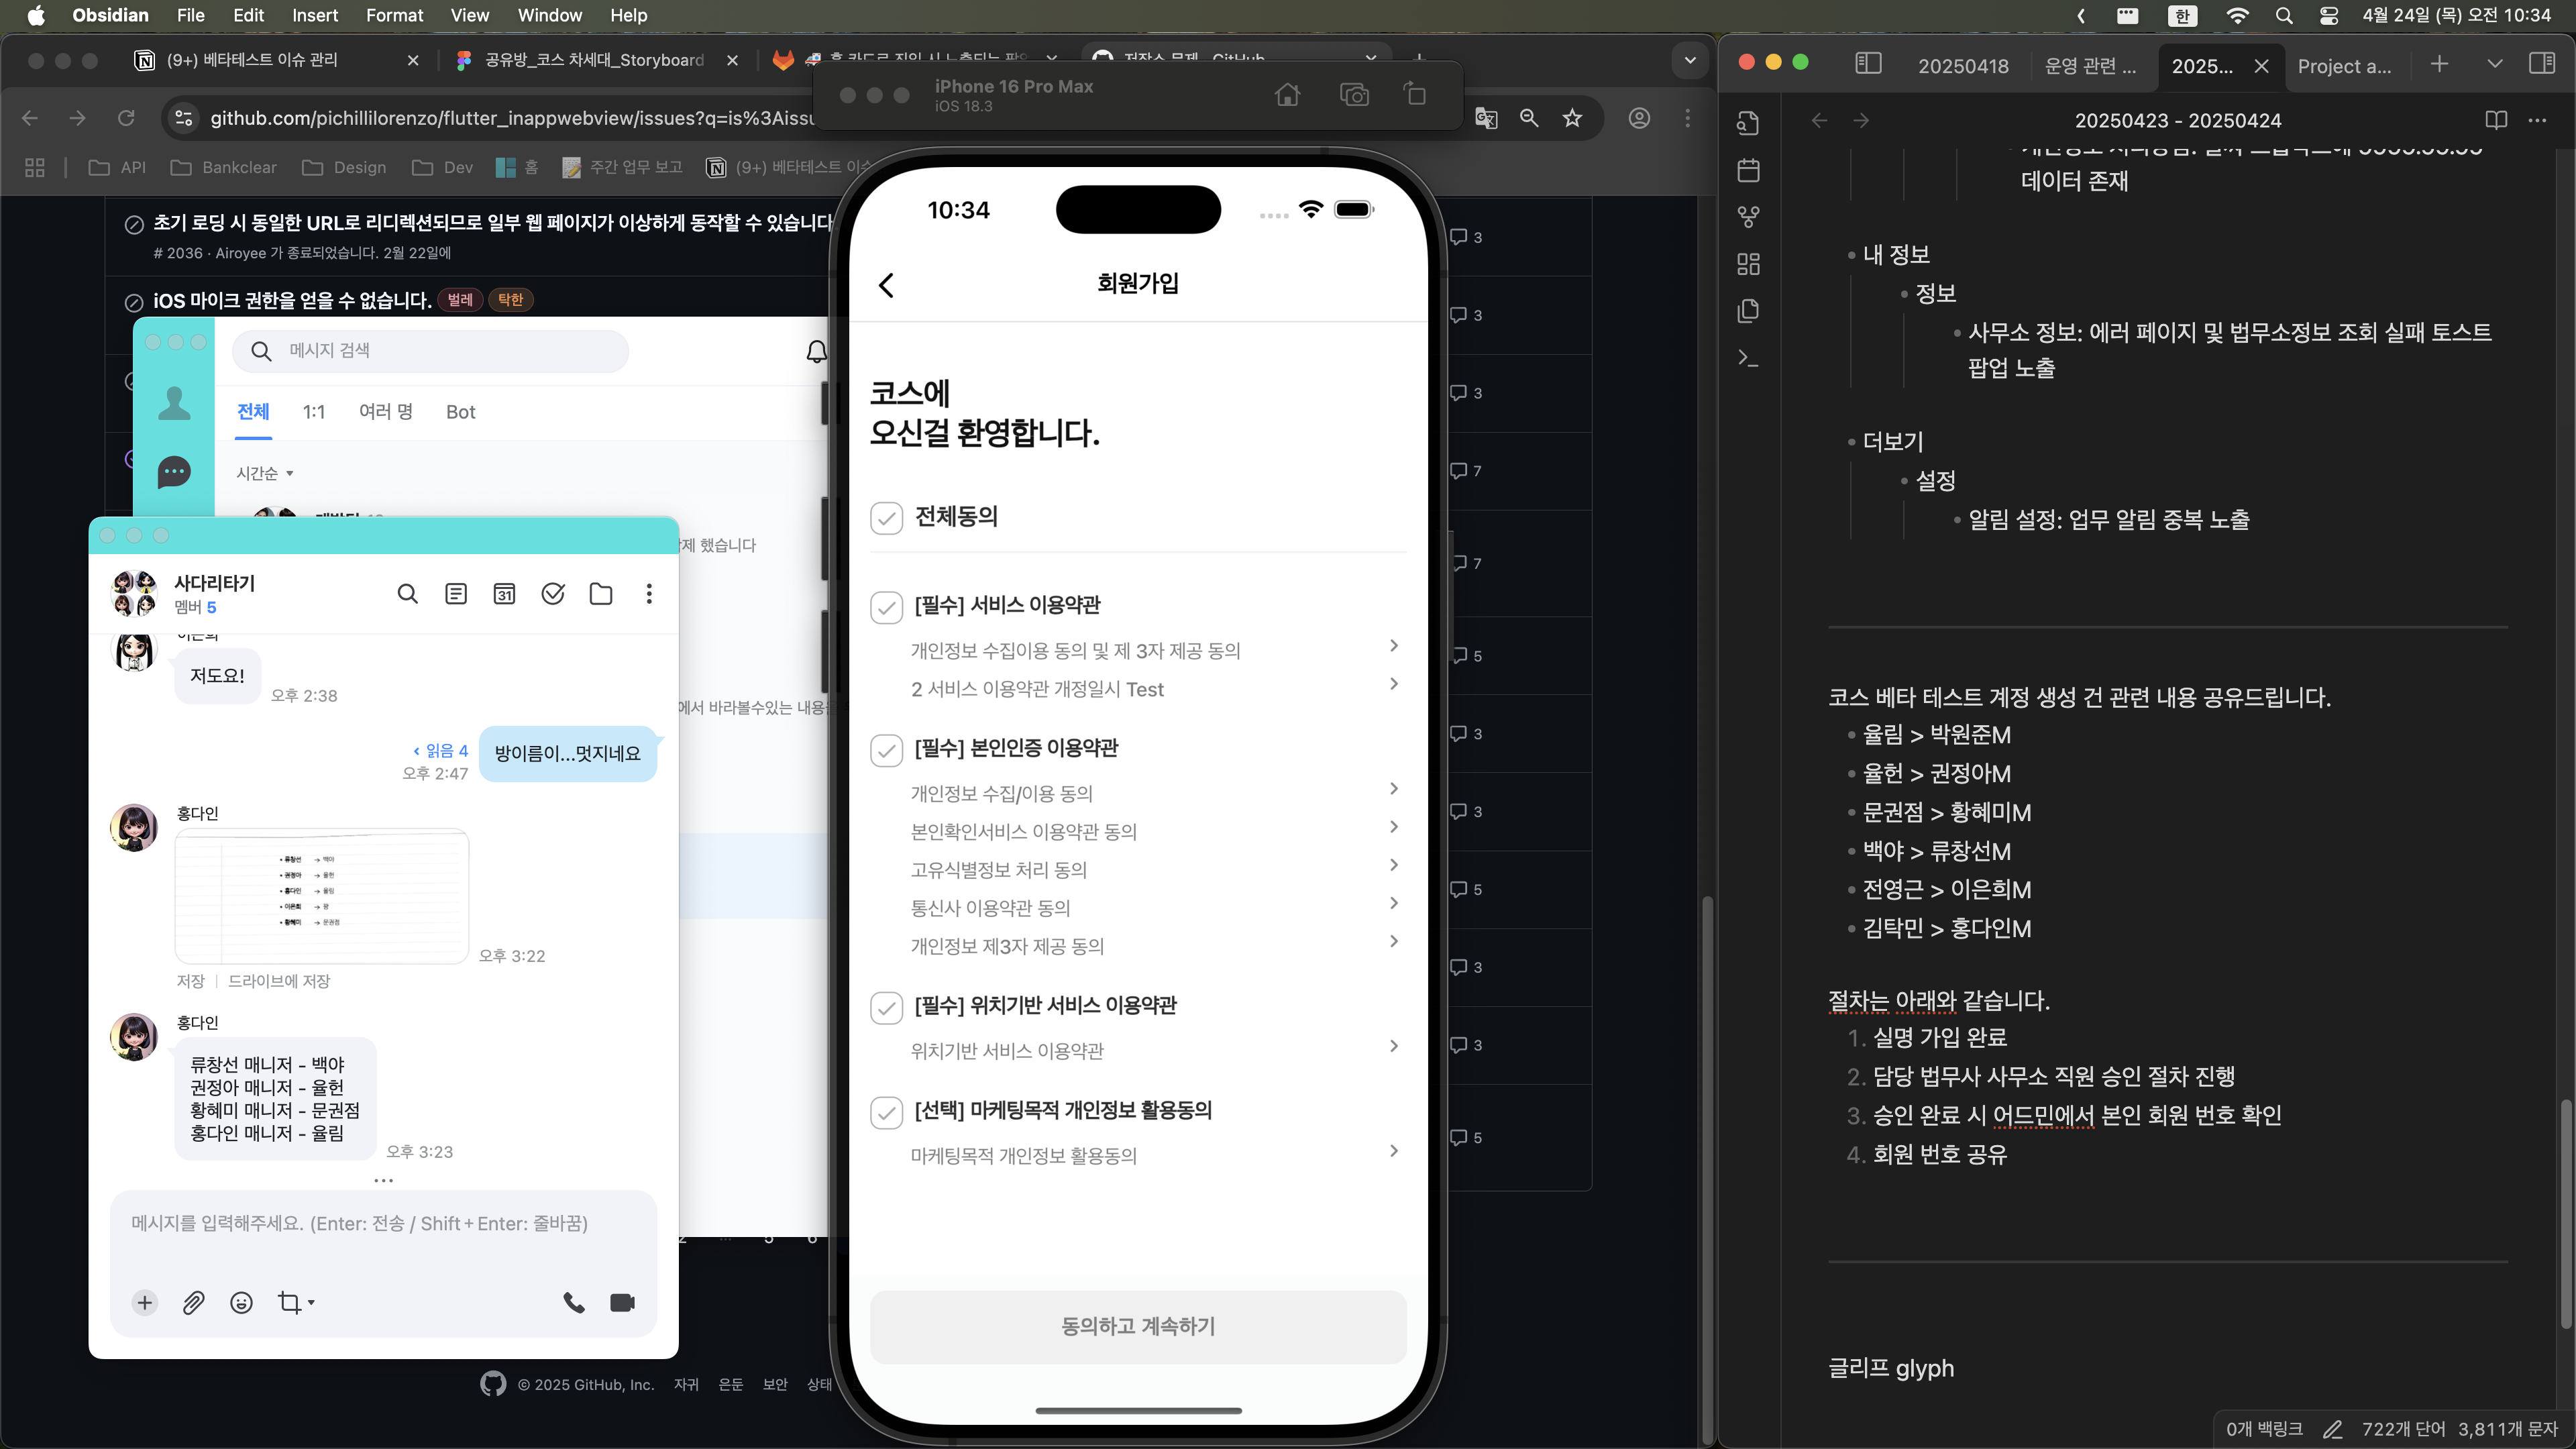 Obsidian File Edit Insert Format View Window Help
한 4월 24일 (목) 오전 10:34
(9+) 베타테스트 이슈 관리
공유방_코스 차세대_Storyboard
github.com/pichillilorenzo/flutter_inappwebview/issues?q=is%3Aissu
API Bankclear Design Dev 홈 주간 업무 보고 (9+) 베타테스트 이슈
초기 로딩 시 동일한 URL로 리디렉션되므로 일부 웹 페이지가 이상하게 동작할 수 있습니다
# 2036 · Airoyee 가 종료되었습니다. 2월 22일에
iOS 마이크 권한을 얻을 수 없습니다. 벌레 탁한
3
3
3
7
7
5
3
3
5
3
3
5
메시지 검색
전체 1:1 여러 명 Bot
시간순
제 했습니다
에서 바라볼수있는 내용을
사다리타기
멤버 5
이은희
저도요!
오후 2:38
읽음 4
오후 2:47
방이름이...멋지네요
홍다인
• 류창선 → 백야
• 권정아 → 율헌
• 홍다인 → 율림
• 이은희 → 꽝
• 황혜미 → 문권점
오후 3:22
저장 | 드라이브에 저장
홍다인
류창선 매니저 - 백야
권정아 매니저 - 율헌
황혜미 매니저 - 문권점
홍다인 매니저 - 율림
오후 3:23
메시지를 입력해주세요. (Enter: 전송 / Shift + Enter: 줄바꿈)
© 2025 GitHub, Inc. 자귀 은둔 보안 상태
iPhone 16 Pro Max
iOS 18.3
10:34
회원가입
코스에
오신걸 환영합니다.
전체동의
[필수] 서비스 이용약관
개인정보 수집이용 동의 및 제 3자 제공 동의
2 서비스 이용약관 개정일시 Test
[필수] 본인인증 이용약관
개인정보 수집/이용 동의
본인확인서비스 이용약관 동의
고유식별정보 처리 동의
통신사 이용약관 동의
개인정보 제3자 제공 동의
[필수] 위치기반 서비스 이용약관
위치기반 서비스 이용약관
[선택] 마케팅목적 개인정보 활용동의
마케팅목적 개인정보 활용동의
동의하고 계속하기
20250418 운영 관련 ... 2025... Project a...
20250423 - 20250424
데이터 존재
• 내 정보
• 정보
• 사무소 정보: 에러 페이지 및 법무소정보 조회 실패 토스트
팝업 노출
• 더보기
• 설정
• 알림 설정: 업무 알림 중복 노출
코스 베타 테스트 계정 생성 건 관련 내용 공유드립니다.
• 율림 > 박원준M
• 율헌 > 권정아M
• 문권점 > 황혜미M
• 백야 > 류창선M
• 전영근 > 이은희M
• 김탁민 > 홍다인M
절차는 아래와 같습니다.
1. 실명 가입 완료
2. 담당 법무사 사무소 직원 승인 절차 진행
3. 승인 완료 시 어드민에서 본인 회원 번호 확인
4. 회원 번호 공유
글리프 glyph
0개 백링크 722개 단어 3,811개 문자